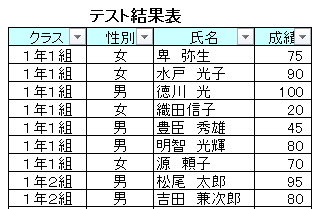 テスト結果表
クラス 性別 氏名 成績
1年1組 女 卑 弥生 75
1年1組 女 水戸 光子 90
1年1組 男 徳川 光 100
1年1組 女 織田信子 20
1年1組 男 豊臣 秀雄 45
1年1組 男 明智 光輝 80
1年1組 女 源 頼子 70
1年2組 男 松尾 太郎 95
1年2組 男 吉田 兼次郎 80